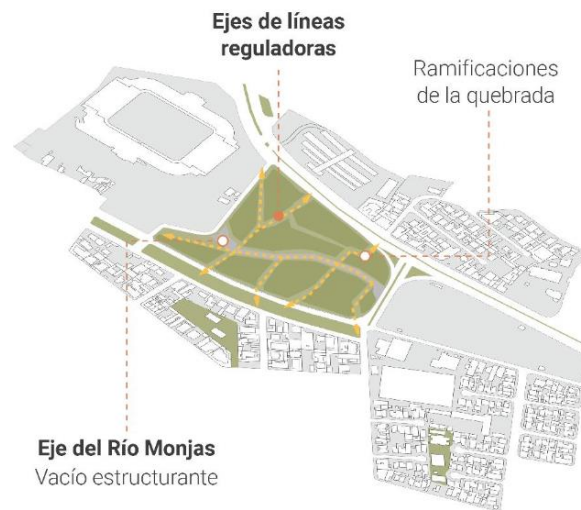 Ejes de líneas
reguladoras
Ramificaciones
de la quebrada
Eje del Río Monjas
Vacío estructurante